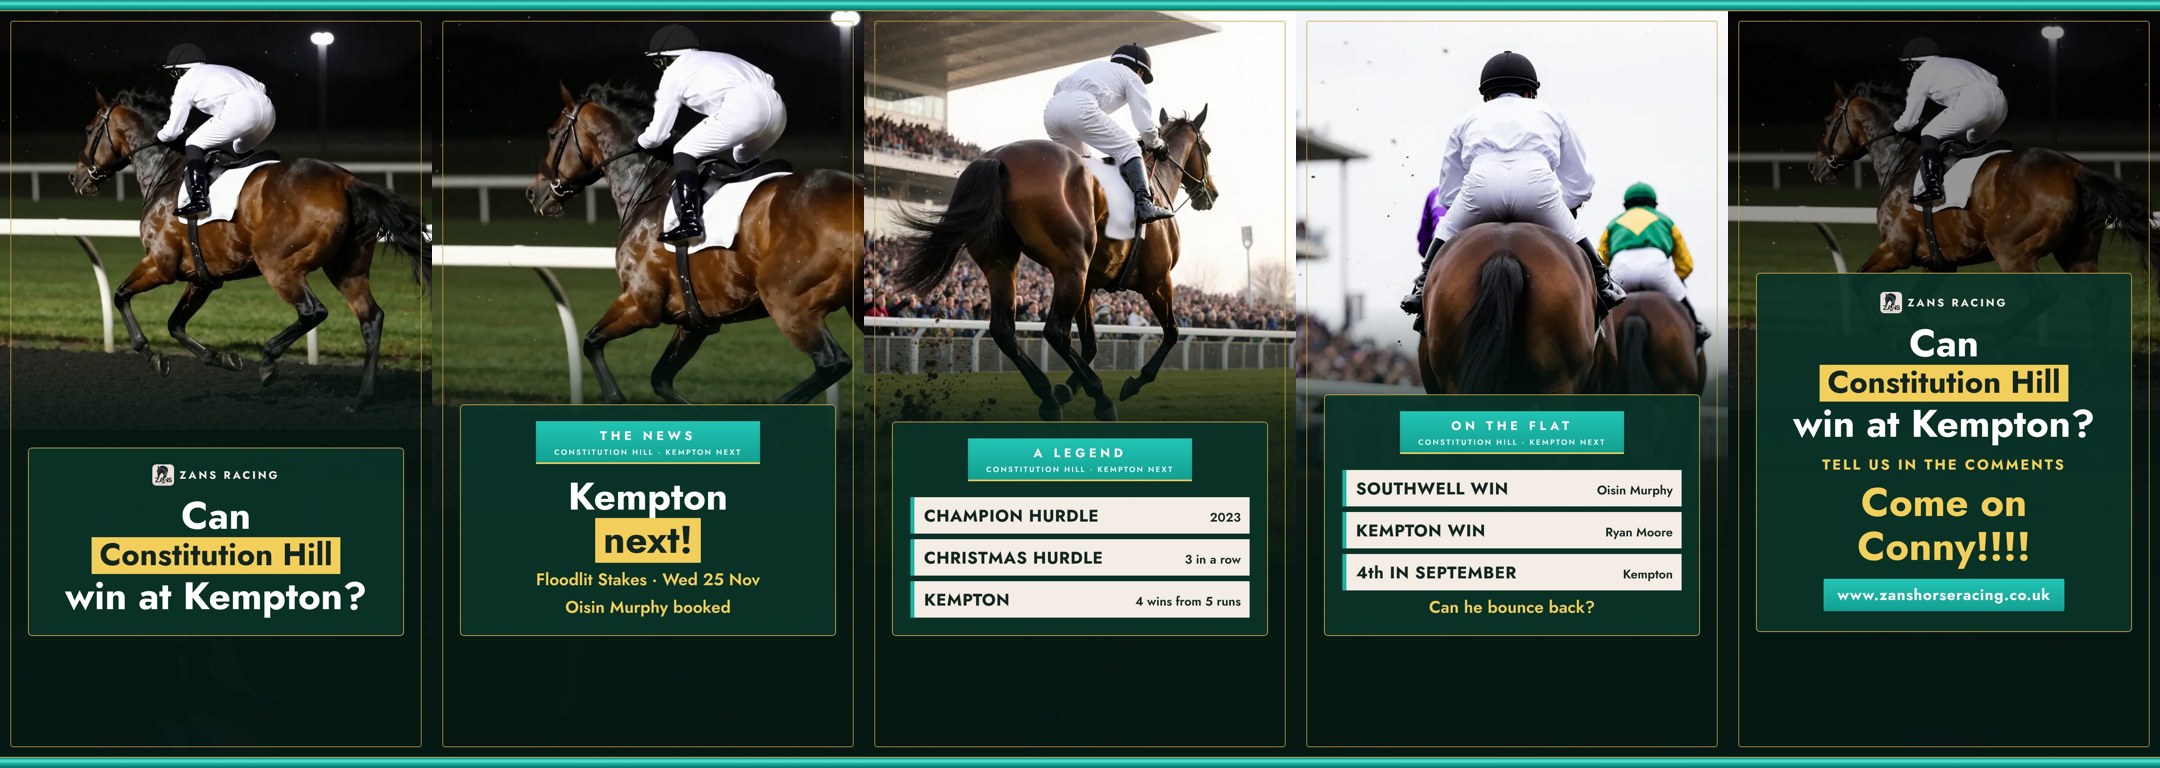 ZANS RACING
Can
Constitution Hill
win at Kempton?
THE NEWS
CONSTITUTION HILL · KEMPTON NEXT
Kempton
next!
Floodlit Stakes · Wed 25 Nov
Oisin Murphy booked
A LEGEND
CONSTITUTION HILL · KEMPTON NEXT
CHAMPION HURDLE 2023
CHRISTMAS HURDLE 3 in a row
KEMPTON 4 wins from 5 runs
ON THE FLAT
CONSTITUTION HILL · KEMPTON NEXT
SOUTHWELL WIN Oisin Murphy
KEMPTON WIN Ryan Moore
4th IN SEPTEMBER Kempton
Can he bounce back?
ZANS RACING
Can
Constitution Hill
win at Kempton?
TELL US IN THE COMMENTS
Come on
Conny!!!!
www.zanshorseracing.co.uk